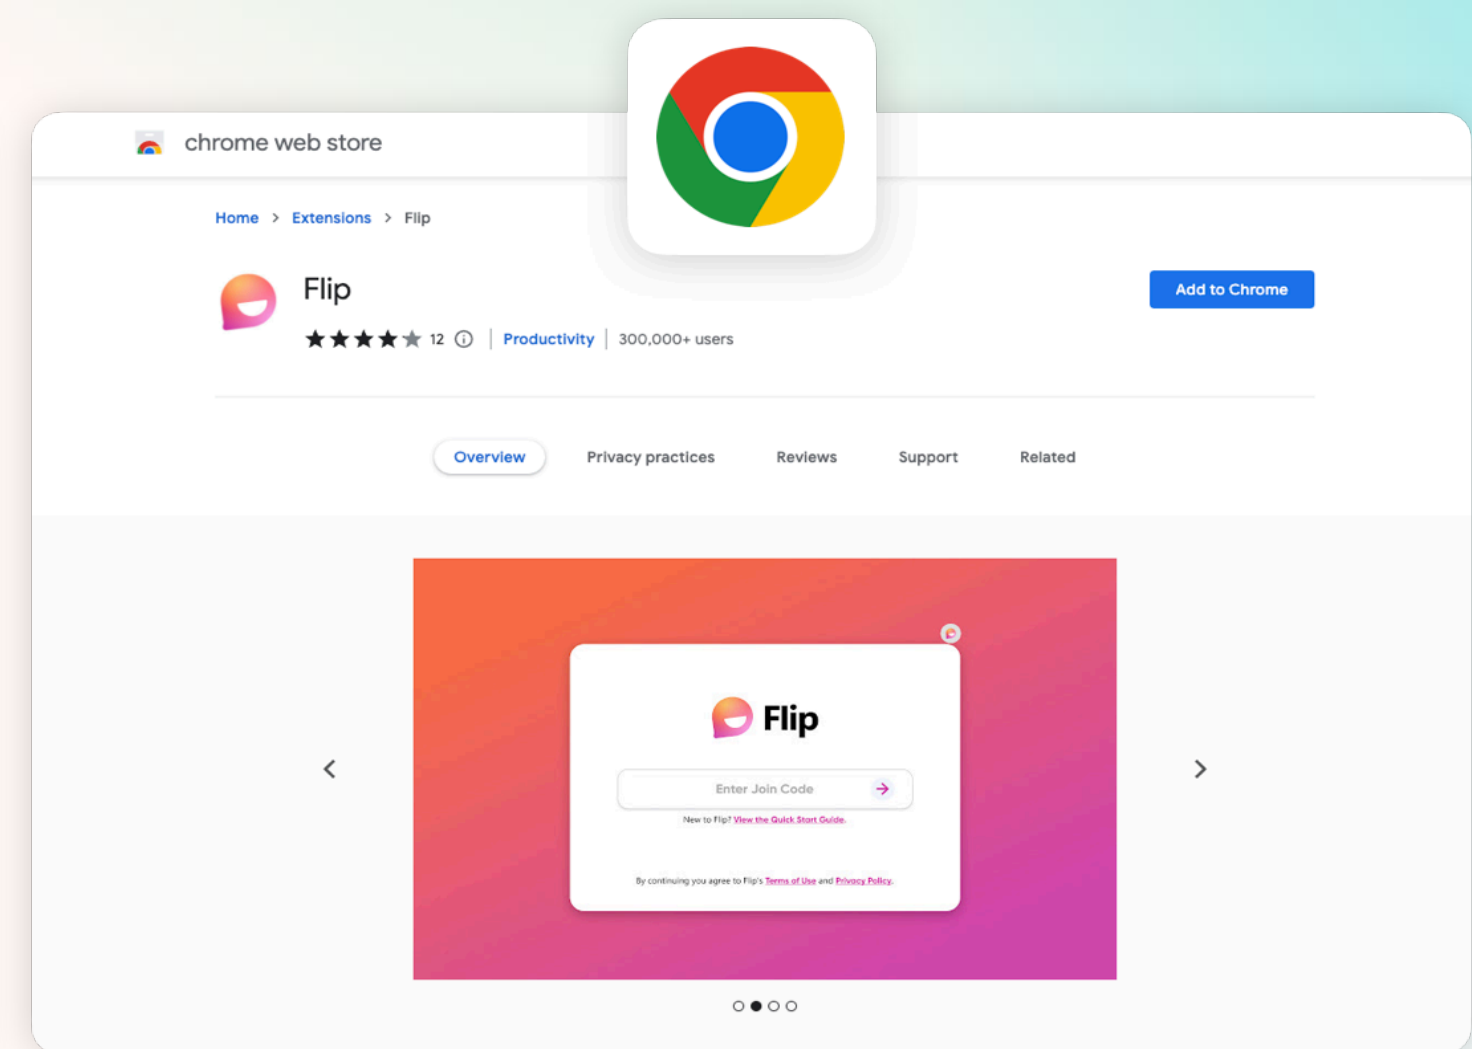 chrome web store
Home > Extensions > Flip
Flip
Add to Chrome
12 | Productivity | 300,000+ users
Overview Privacy practices Reviews Support Related
Flip
Enter Join Code
New to Flip? View the Quick Start Guide.
By continuing you agree to Flip's Terms of Use and Privacy Policy.